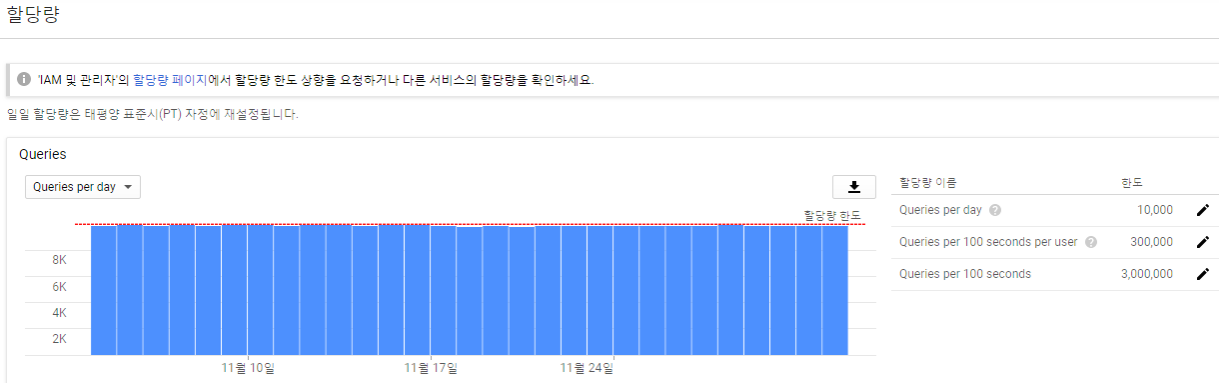 할당량
'IAM 및 관리자'의 할당량 페이지에서 할당량 한도 상향을 요청하거나 다른 서비스의 할당량을 확인하세요.
일일 할당량은 태평양 표준시(PT) 자정에 재설정됩니다.
Queries
Queries per day
할당량 한도
8K
6K
4K
2K
11월 10일 11월 17일 11월 24일
할당량 이름 한도
Queries per day 10,000
Queries per 100 seconds per user 300,000
Queries per 100 seconds 3,000,000